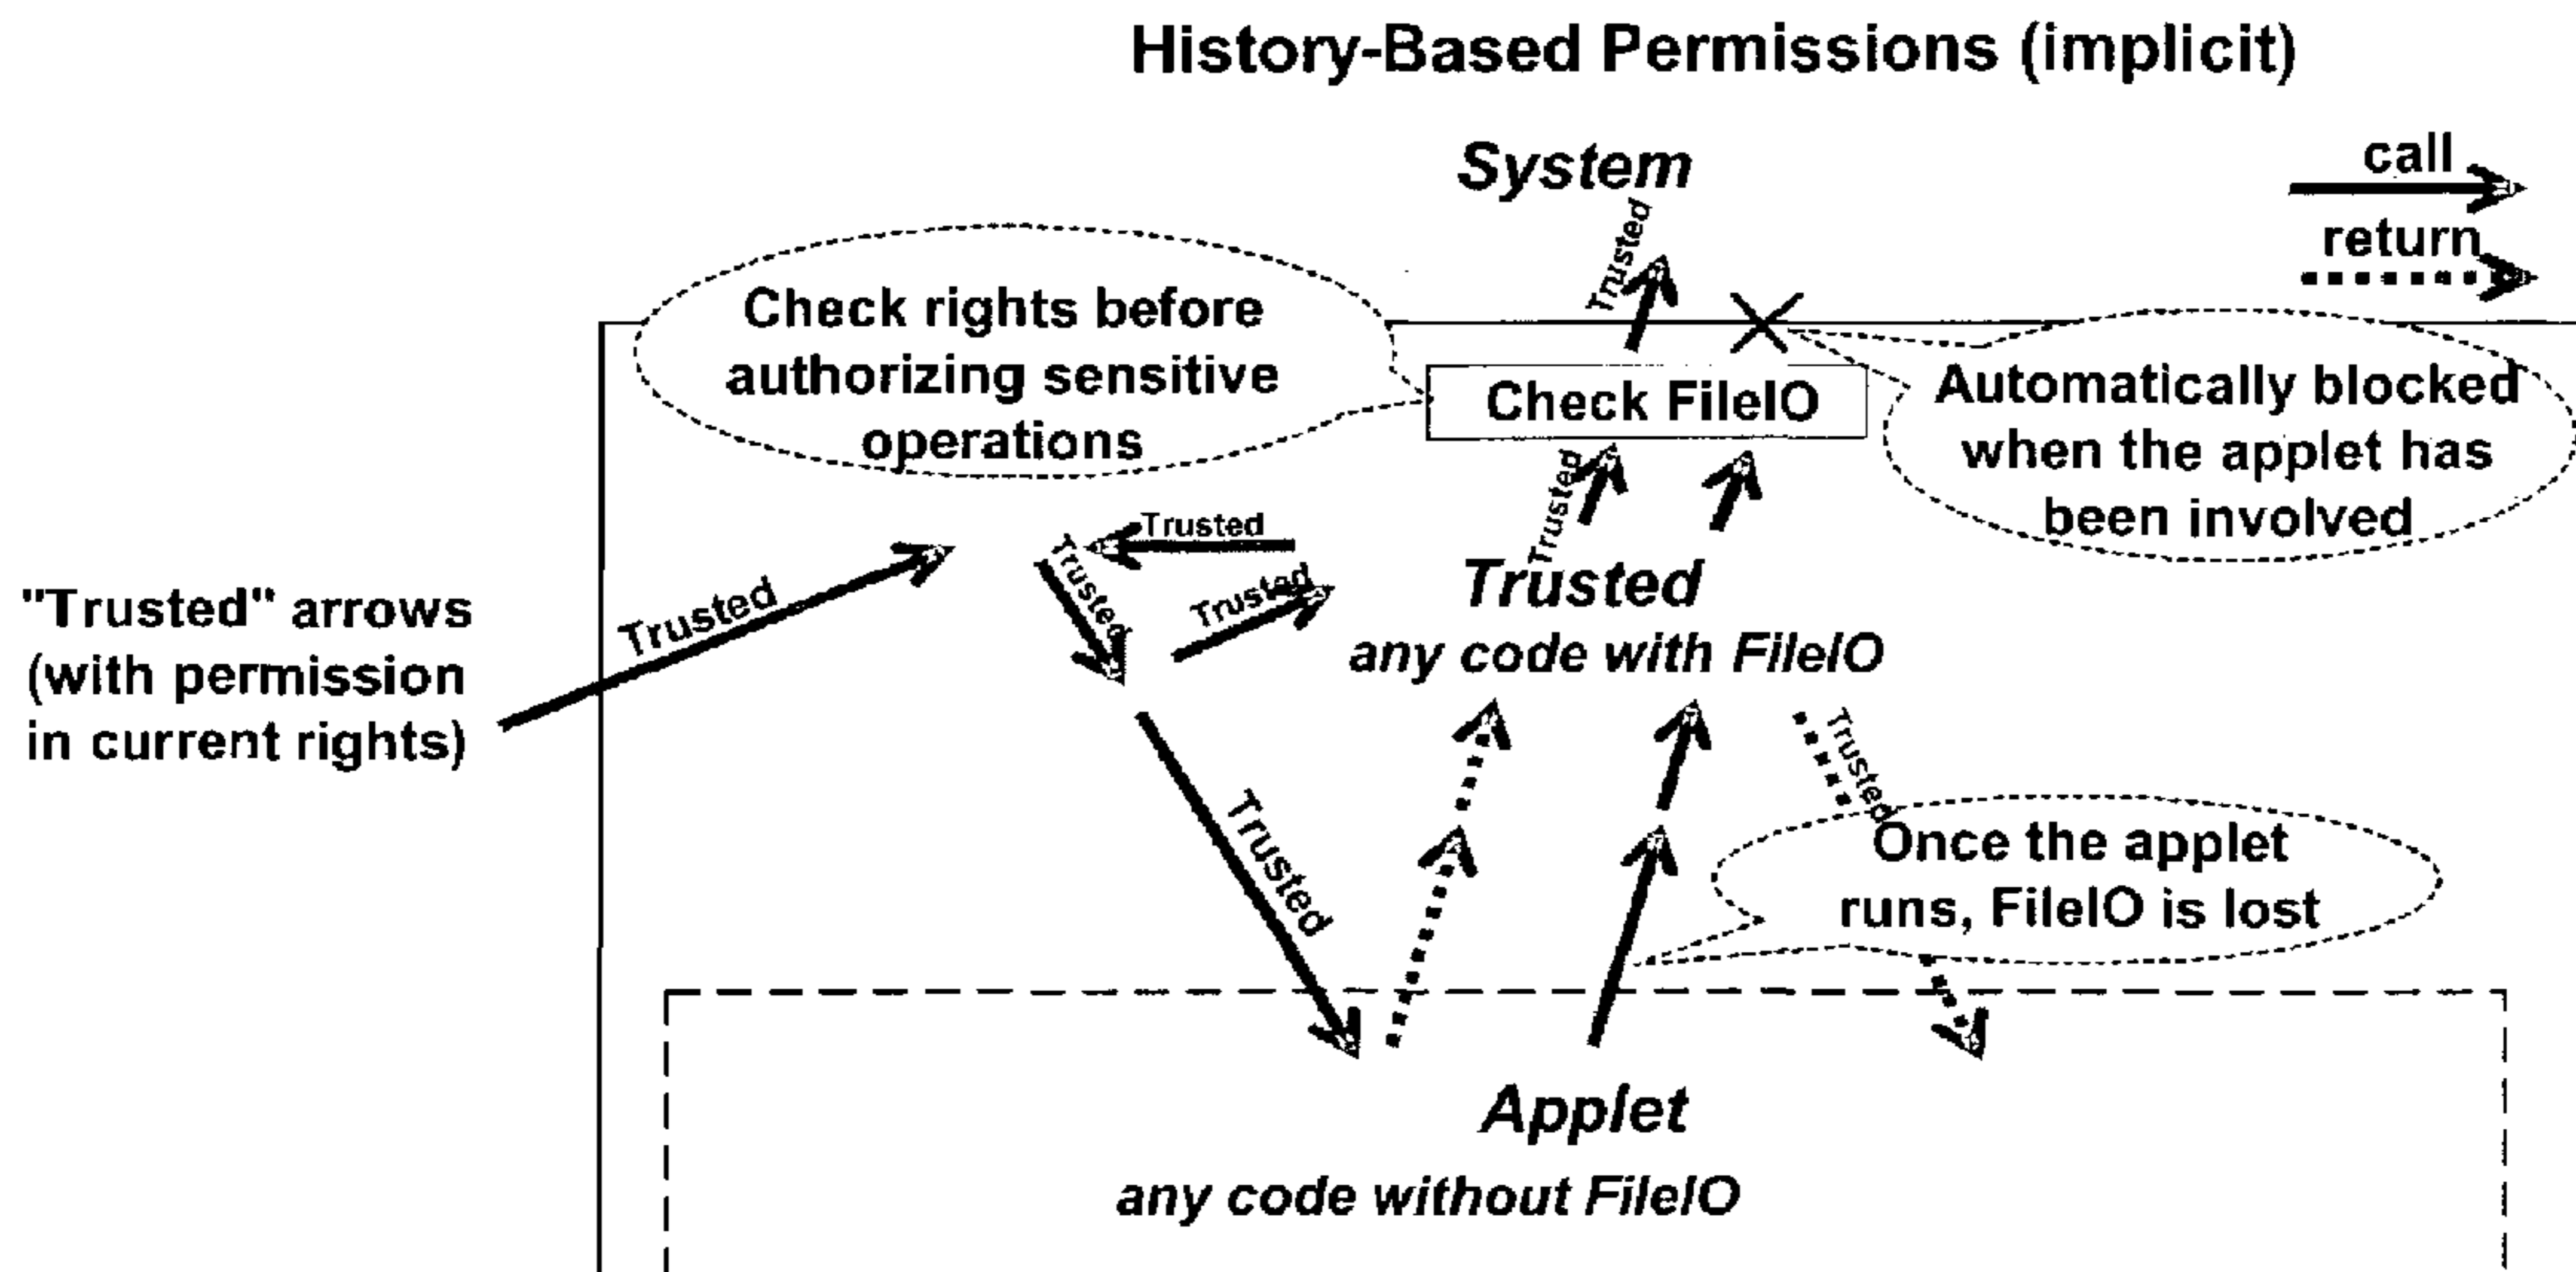 History-Based Permissions (implicit)
System
call
return
Trusted
Check rights before
authorizing sensitive
operations
Check FileIO
Automatically blocked
when the applet has
been involved
Trusted
Trusted
Trusted
Trusted
Trusted
"Trusted" arrows
(with permission
in current rights)
Trusted
any code with FileIO
Trusted
Trusted
Once the applet
runs, FileIO is lost
Applet
any code without FileIO